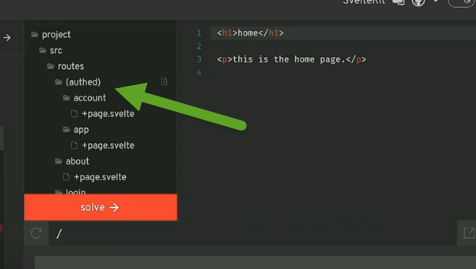 SvelteKit
project
src
routes
(authed)
account
+page.svelte
app
+page.svelte
about
+page.svelte
login
solve →
1 <h1>home</h1>
2
3 <p>this is the home page.</p>
4
/